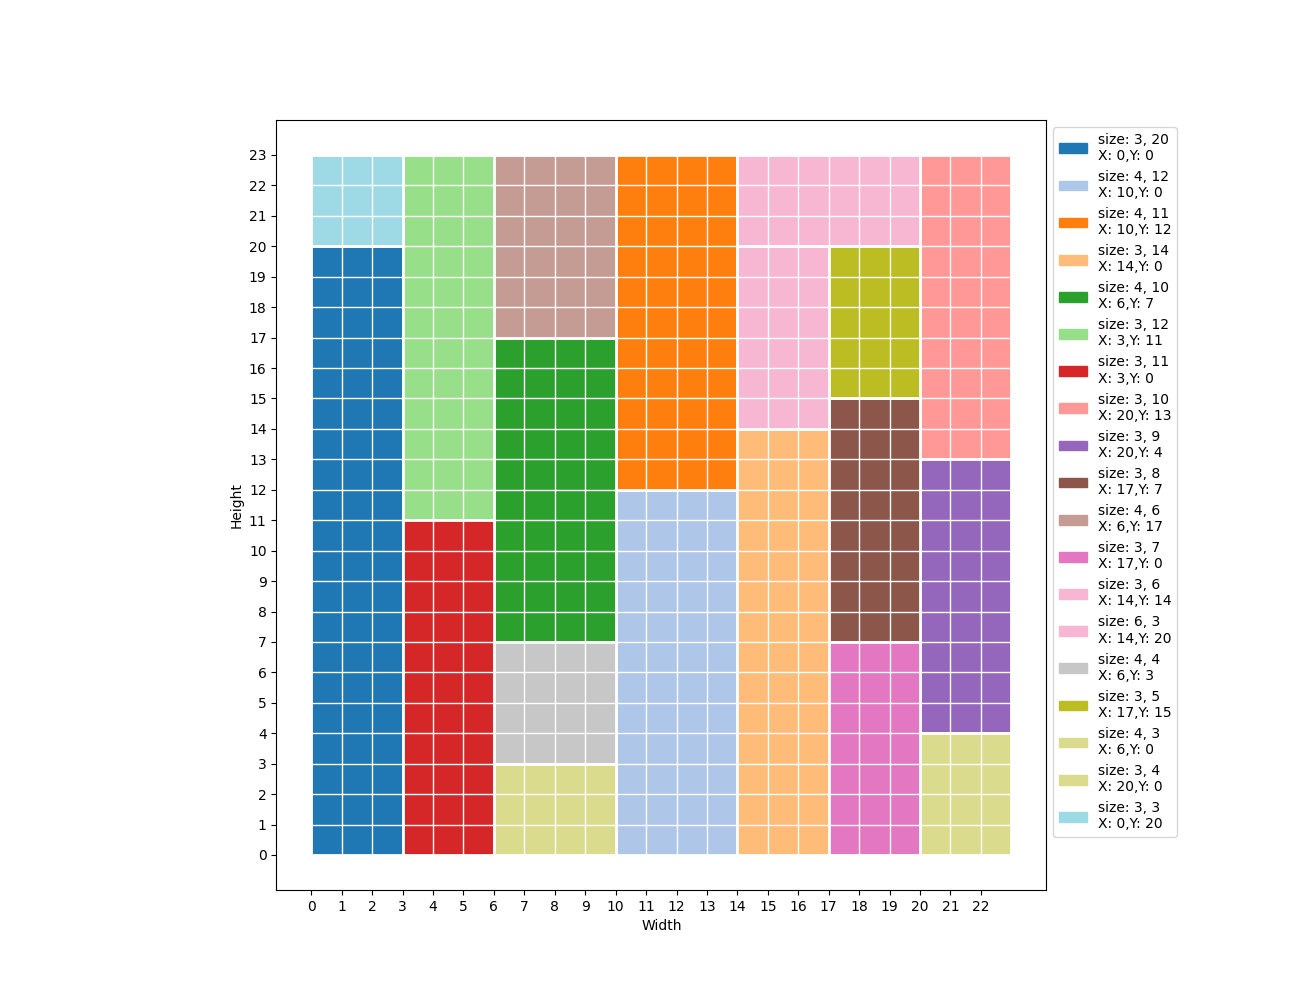 23
22
21
20
19
18
17
16
15
14
13
12
11
10
9
8
7
6
5
4
3
2
1
0
Height
0 1 2 3 4 5 6 7 8 9 10 11 12 13 14 15 16 17 18 19 20 21 22
Width
size: 3, 20
X: 0,Y: 0
size: 4, 12
X: 10,Y: 0
size: 4, 11
X: 10,Y: 12
size: 3, 14
X: 14,Y: 0
size: 4, 10
X: 6,Y: 7
size: 3, 12
X: 3,Y: 11
size: 3, 11
X: 3,Y: 0
size: 3, 10
X: 20,Y: 13
size: 3, 9
X: 20,Y: 4
size: 3, 8
X: 17,Y: 7
size: 4, 6
X: 6,Y: 17
size: 3, 7
X: 17,Y: 0
size: 3, 6
X: 14,Y: 14
size: 6, 3
X: 14,Y: 20
size: 4, 4
X: 6,Y: 3
size: 3, 5
X: 17,Y: 15
size: 4, 3
X: 6,Y: 0
size: 3, 4
X: 20,Y: 0
size: 3, 3
X: 0,Y: 20